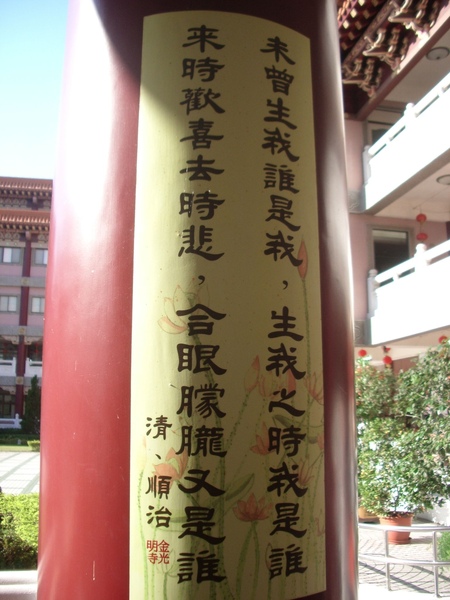 未曾生我誰是我，生我之時我是誰
來時歡喜去時悲，合眼朦朧又是誰
清、順治
金光
明寺